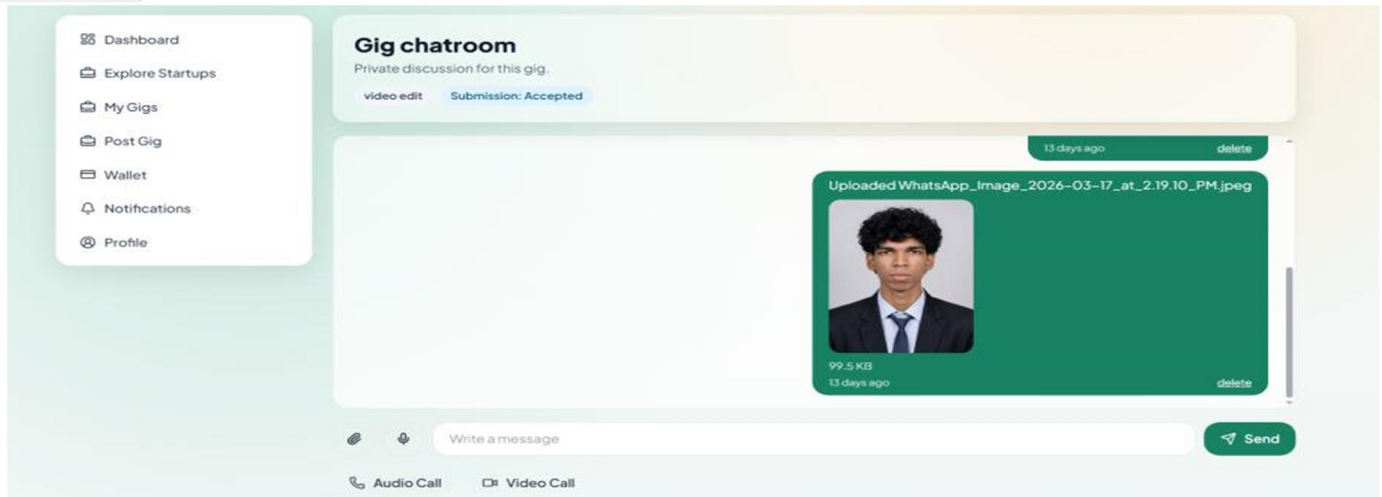 Dashboard
Explore Startups
My Gigs
Post Gig
Wallet
Notifications
Profile
Gig chatroom
Private discussion for this gig.
video edit Submission: Accepted
13 days ago delete
Uploaded WhatsApp_Image_2026-03-17_at_2.19.10_PM.jpeg
99.5 KB
13 days ago delete
Write a message
Send
Audio Call Video Call